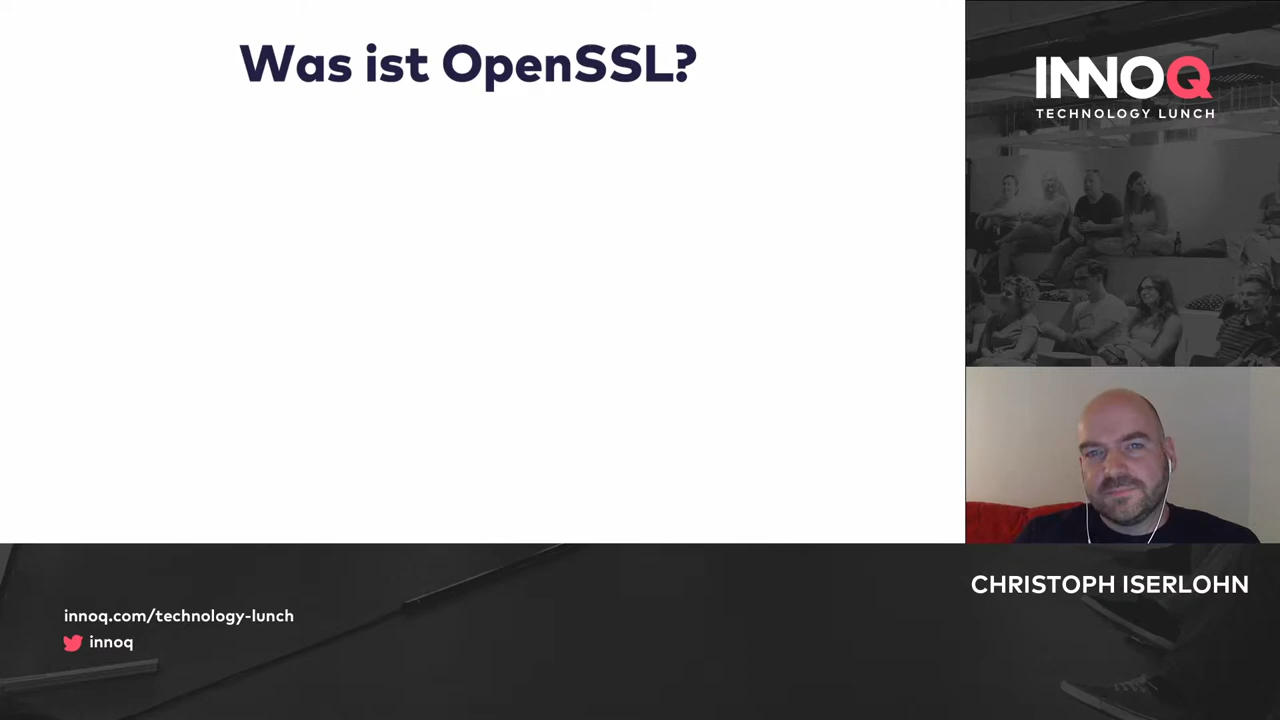 Was ist OpenSSL?
INNOQ
TECHNOLOGY LUNCH
CHRISTOPH ISERLOHN
innoq.com/technology-lunch
innoq